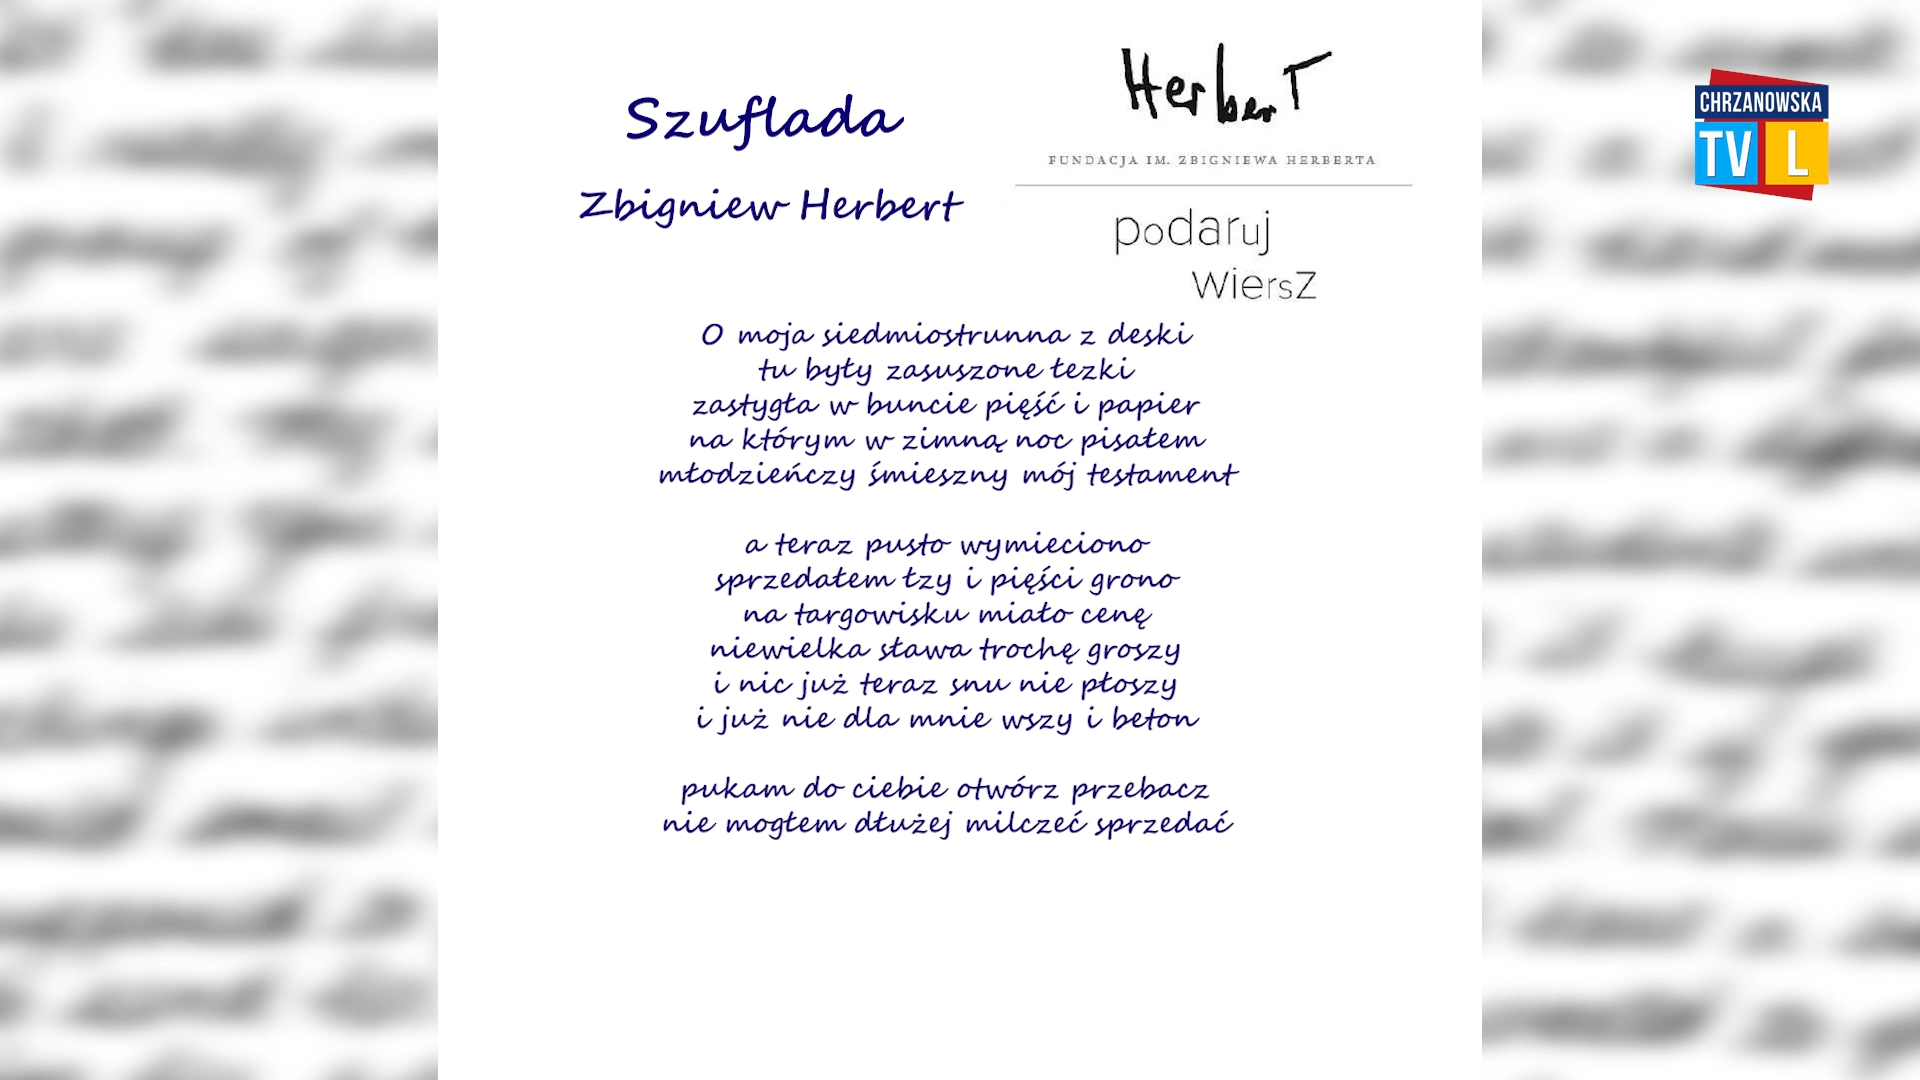 Szuflada
Zbigniew Herbert
HerberT
FUNDACJA IM. ZBIGNIEWA HERBERTA
podaruj
wiersz
CHRZANOWSKA
TV L
O moja siedmiostrunna z deski
tu były zasuszone łezki
zastygła w buncie pięść i papier
na którym w zimną noc pisałem
młodzieńczy śmieszny mój testament
a teraz pusto wymieciono
sprzedałem łzy i pięści grono
na targowisku miało cenę
niewielka sława trochę groszy
i nic już teraz snu nie płoszy
i już nie dla mnie wszy i beton
pukam do ciebie otwórz przebacz
nie mogłem dłużej milczeć sprzedać